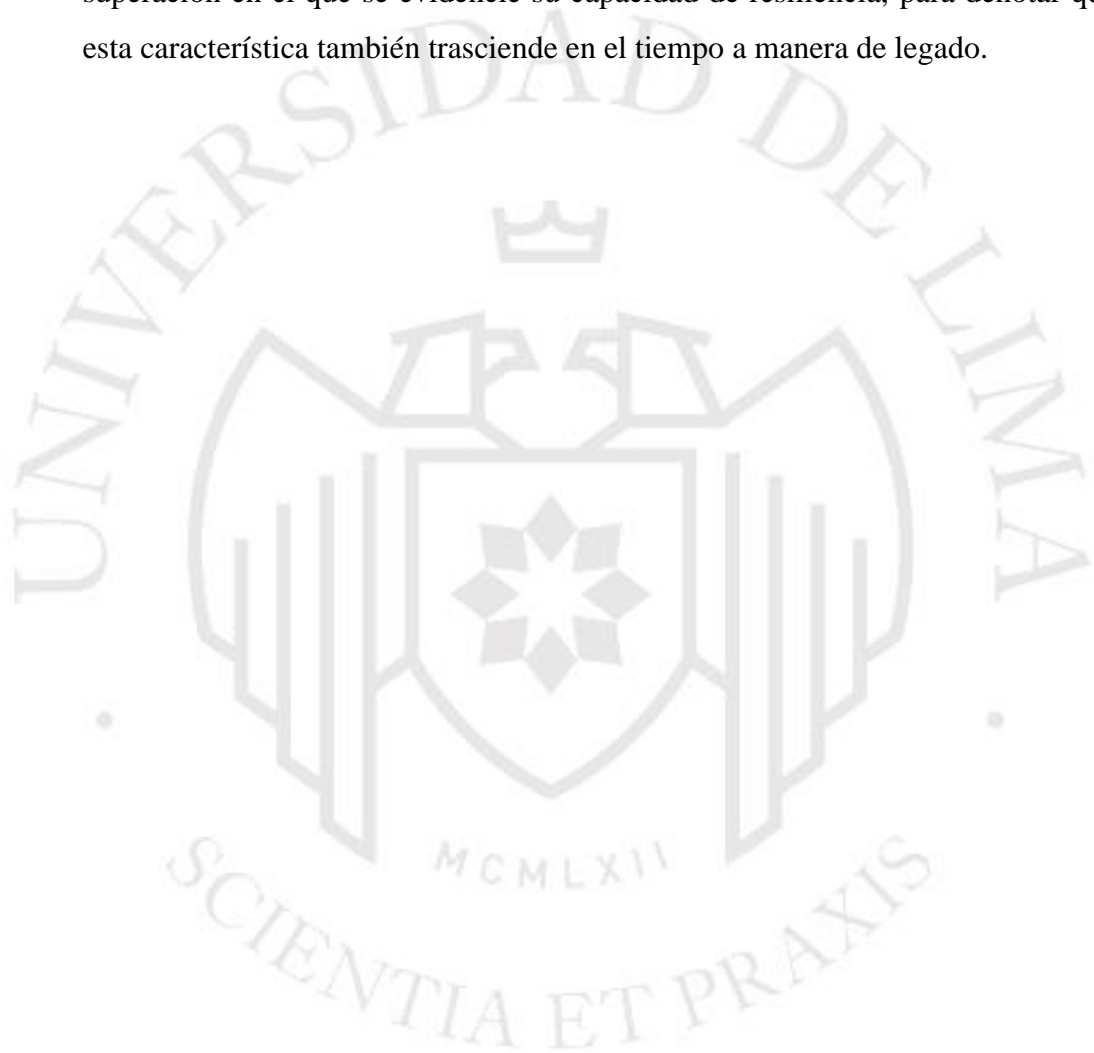 superación en el que se evidencie su capacidad de resiliencia, para denotar
esta característica también trasciende en el tiempo a manera de legado.
UNIVERSIDAD DE LIMA
MCMLXII
SCIENTIA ET PRAXIS